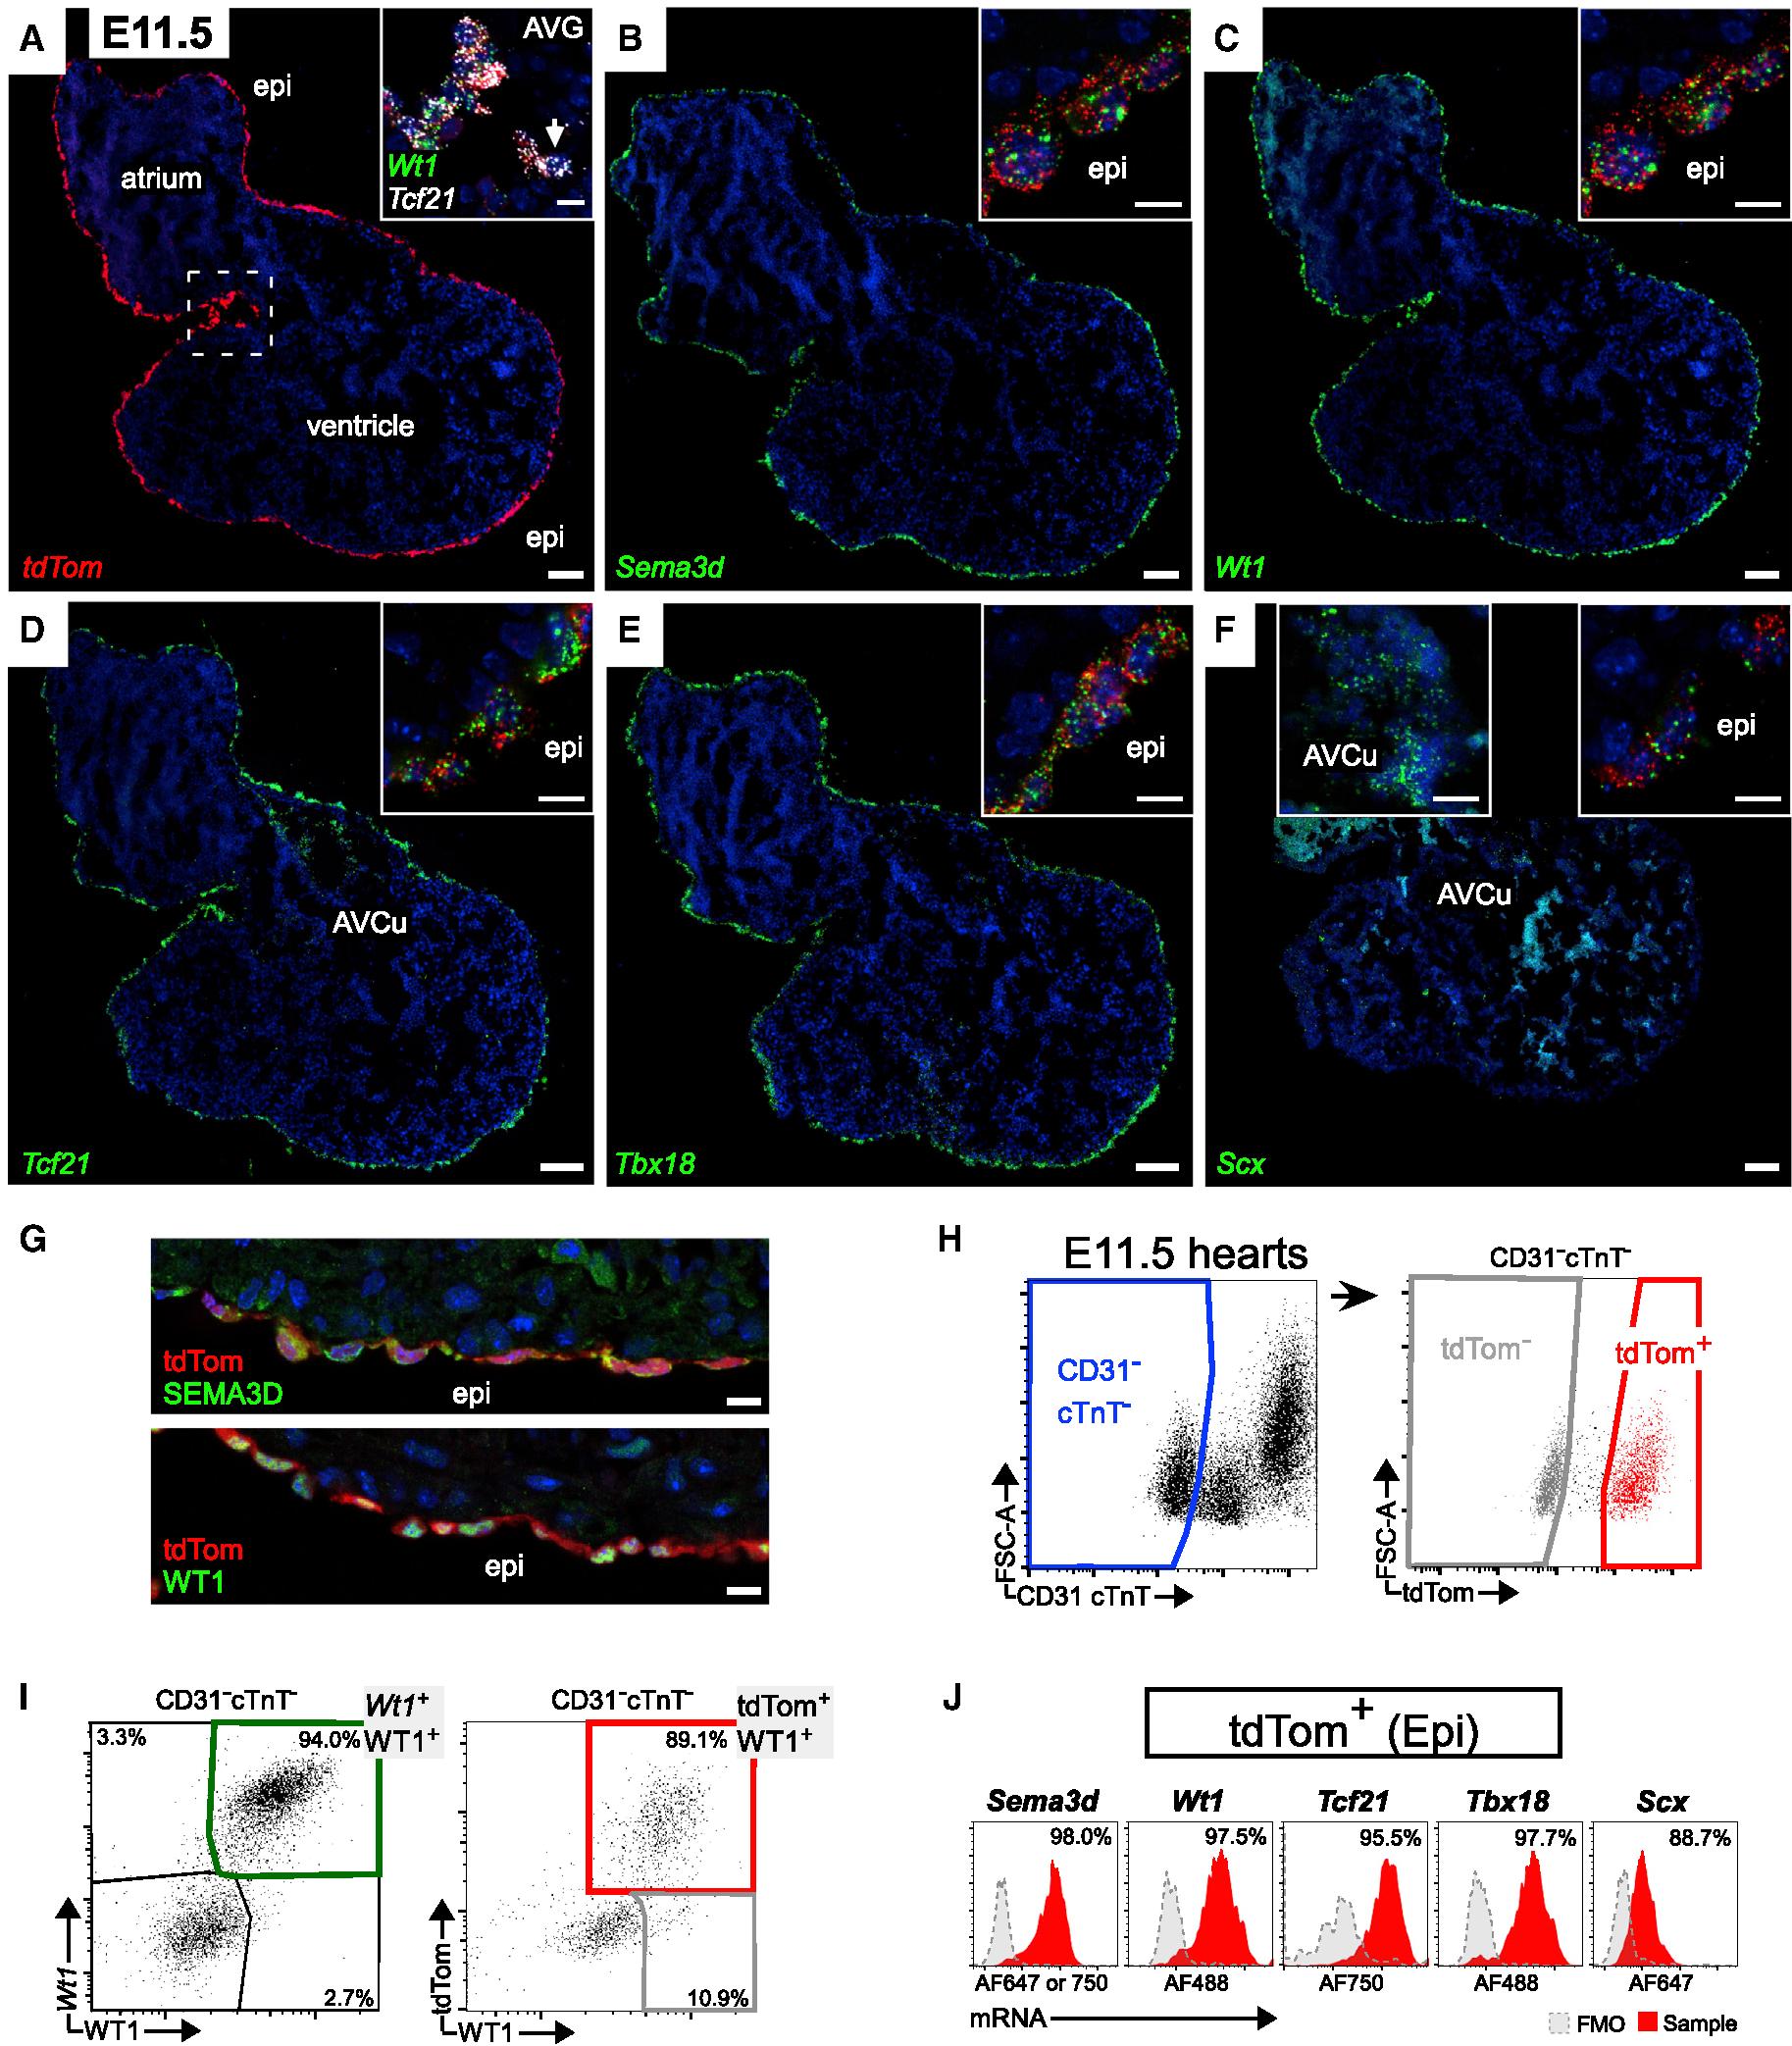 A
E11.5
epi
AVG
atrium
Wt1
Tcf21
ventricle
epi
tdTom
B
epi
Sema3d
C
epi
Wt1
D
epi
AVCu
Tcf21
E
epi
Tbx18
F
AVCu
epi
AVCu
Scx
G
tdTom
SEMA3D
epi
tdTom
WT1
epi
H
E11.5 hearts
CD31⁻
cTnT⁻
FSC-A
CD31 cTnT
CD31⁻cTnT⁻
tdTom⁻
tdTom⁺
FSC-A
tdTom
I
CD31⁻cTnT⁻
Wt1⁺
WT1⁺
3.3%
94.0%
2.7%
Wt1
WT1
CD31⁻cTnT⁻
tdTom⁺
WT1⁺
89.1%
10.9%
tdTom
WT1
J
tdTom⁺ (Epi)
Sema3d Wt1 Tcf21 Tbx18 Scx
98.0% 97.5% 95.5% 97.7% 88.7%
AF647 or 750 AF488 AF750 AF488 AF647
mRNA
FMO Sample